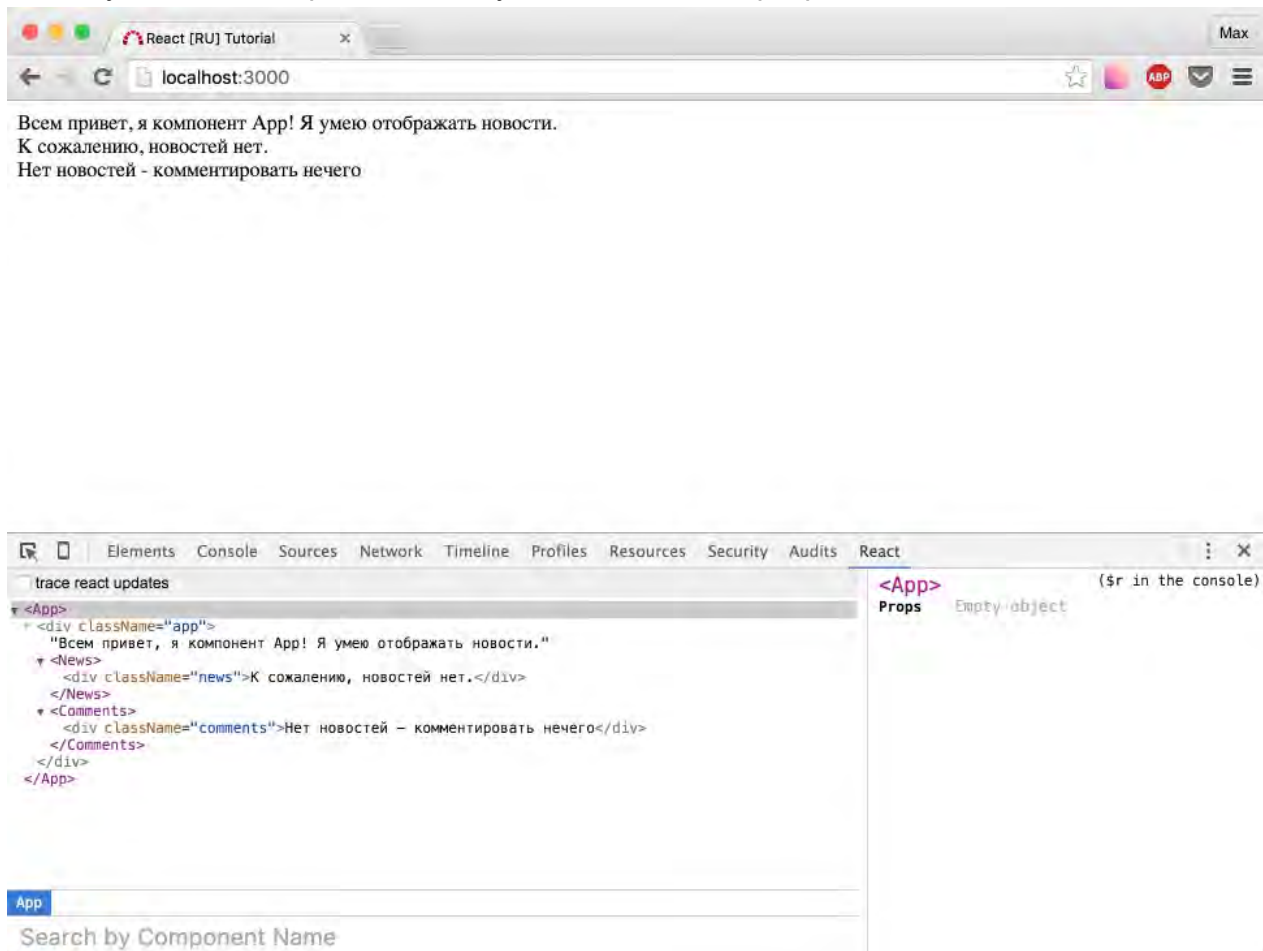 React [RU] Tutorial
Max
localhost:3000
ABP
Всем привет, я компонент App! Я умею отображать новости.
К сожалению, новостей нет.
Нет новостей - комментировать нечего
Elements Console Sources Network Timeline Profiles Resources Security Audits React
trace react updates
<App> ($r in the console)
Props Empty object
<App>
<div className="app">
"Всем привет, я компонент App! Я умею отображать новости."
<News>
<div className="news">К сожалению, новостей нет.</div>
</News>
<Comments>
<div className="comments">Нет новостей – комментировать нечего</div>
</Comments>
</div>
</App>
App
Search by Component Name